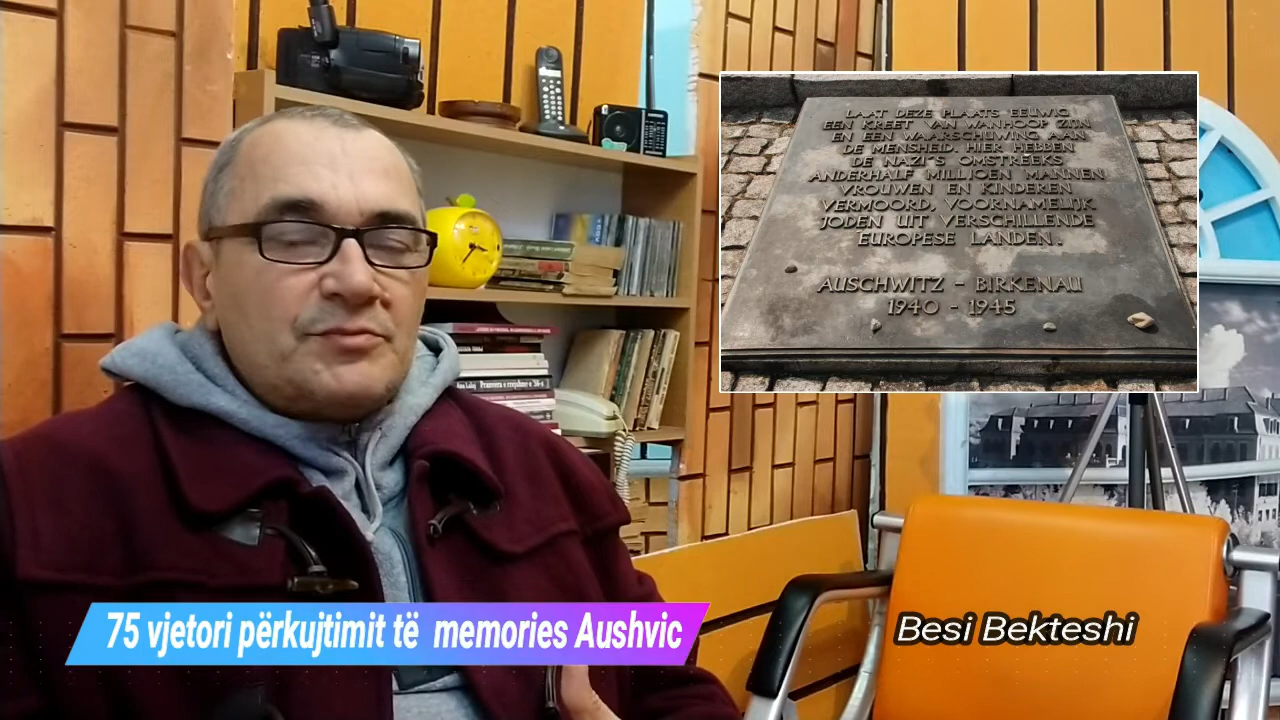 LAAT DEZE PLAATS EEUWIG
EEN KREET VAN WANHOOP ZIJN
EN EEN WAARSCHUWING AAN
DE MENSHEID. HIER HEBBEN
DE NAZI'S OMSTREEKS
ANDERHALF MILLJOEN MANNEN
VROUWEN EN KINDEREN
VERMOORD, VOORNAMELIJK
JODEN UIT VERSCHILLENDE
EUROPESE LANDEN.
AUSCHWITZ - BIRKENAU
1940 - 1945
75 vjetori përkujtimit të memories Aushvic
Besi Bekteshi